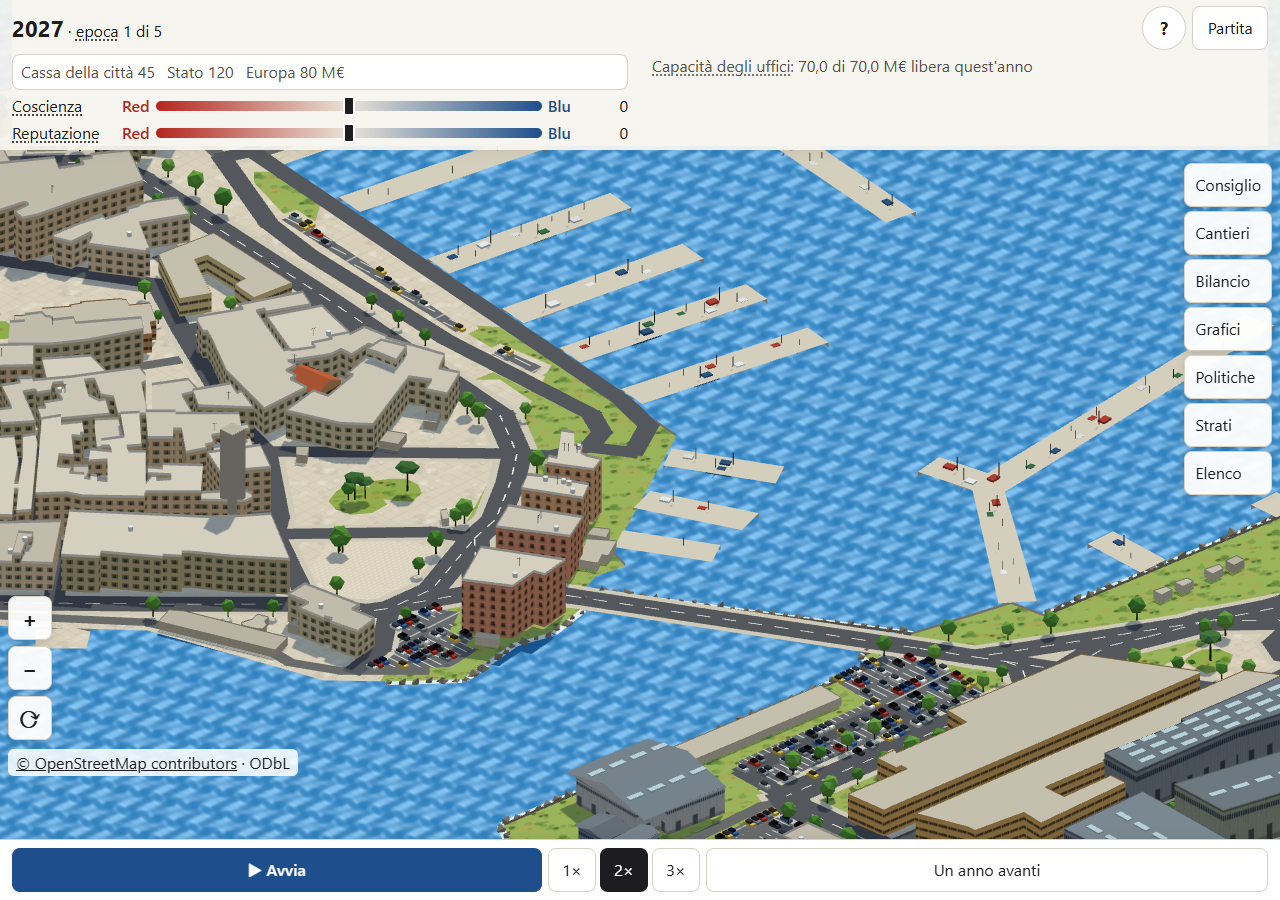 2027 · epoca 1 di 5
?
Partita
Cassa della città 45 Stato 120 Europa 80 M€
Capacità degli uffici: 70,0 di 70,0 M€ libera quest'anno
Coscienza Red Blu 0
Reputazione Red Blu 0
Consiglio
Cantieri
Bilancio
Grafici
Politiche
Strati
Elenco
+
−
© OpenStreetMap contributors · ODbL
▶ Avvia
1×
2×
3×
Un anno avanti